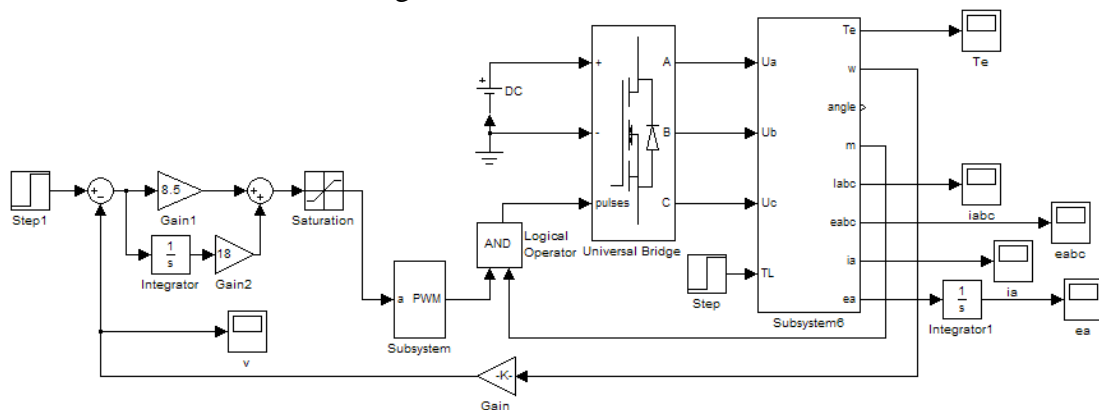 Te
Te
+
A
Ua
w
+
DC
angle
-
B
Ub
m
8.5
Step1
Gain1
Saturation
pulses
C
Uc
Iabc
iabc
AND
Logical
Operator
Universal Bridge
eabc
eabc
1
s
18
Integrator
Gain2
a PWM
Subsystem
Step
TL
ia
ia
ea
1
s
Integrator1
ea
Subsystem6
v
-K-
Gain